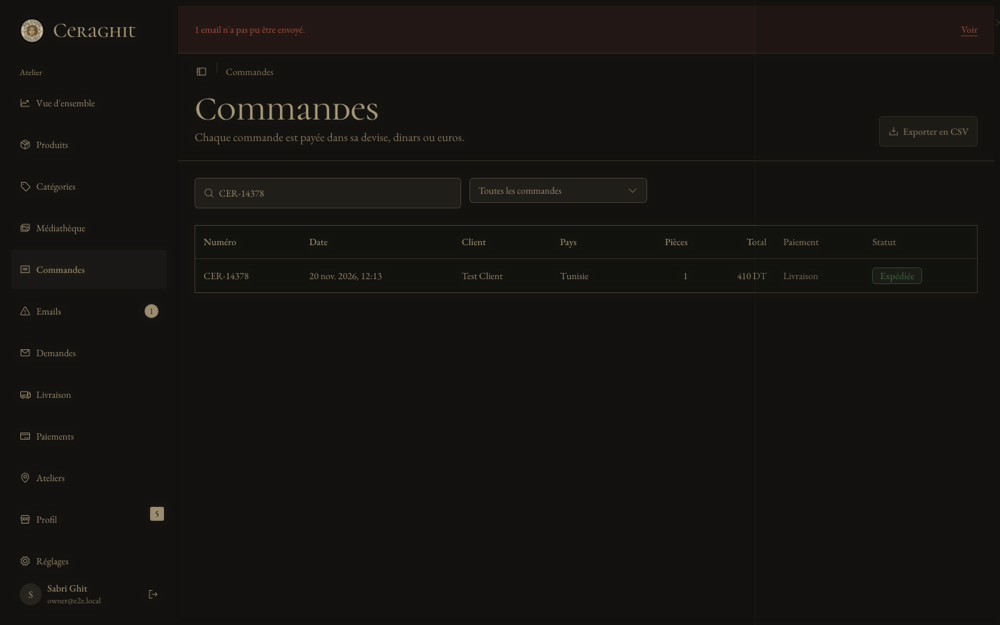 Ceraghit
Atelier
Vue d'ensemble
Produits
Catégories
Médiathèque
Commandes
Emails
1
Demandes
Livraison
Paiements
Ateliers
Profil
5
Réglages
S
Sabri Ghit
owner@e2e.local
1 email n'a pas pu être envoyé.
Voir
Commandes
Commandes
Chaque commande est payée dans sa devise, dinars ou euros.
Exporter en CSV
CER-14378
Toutes les commandes
Numéro Date Client Pays Pièces Total Paiement Statut
CER-14378 20 nov. 2026, 12:13 Test Client Tunisie 1 410 DT Livraison Expédiée